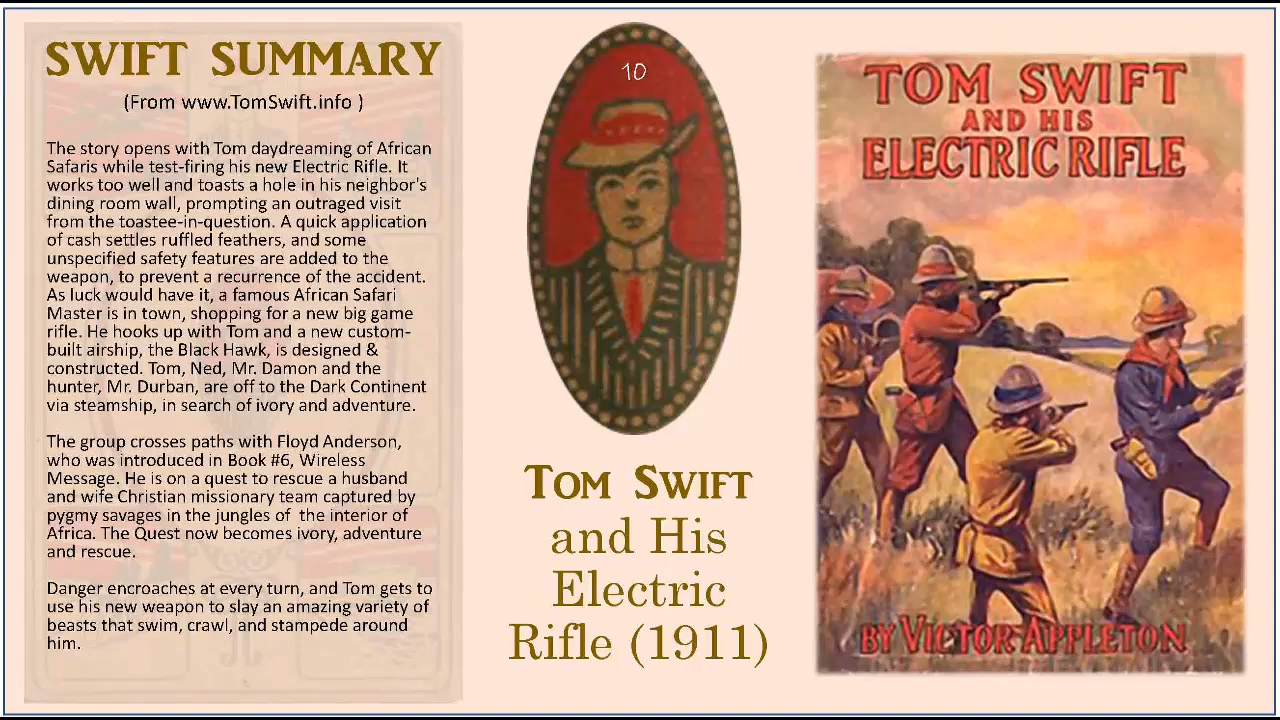 SWIFT SUMMARY
(From www.TomSwift.info )
The story opens with Tom daydreaming of African
Safaris while test-firing his new Electric Rifle. It
works too well and toasts a hole in his neighbor's
dining room wall, prompting an outraged visit
from the toastee-in-question. A quick application
of cash settles ruffled feathers, and some
unspecified safety features are added to the
weapon, to prevent a recurrence of the accident.
As luck would have it, a famous African Safari
Master is in town, shopping for a new big game
rifle. He hooks up with Tom and a new custom-
built airship, the Black Hawk, is designed &
constructed. Tom, Ned, Mr. Damon and the
hunter, Mr. Durban, are off to the Dark Continent
via steamship, in search of ivory and adventure.
The group crosses paths with Floyd Anderson,
who was introduced in Book #6, Wireless
Message. He is on a quest to rescue a husband
and wife Christian missionary team captured by
pygmy savages in the jungles of the interior of
Africa. The Quest now becomes ivory, adventure
and rescue.
Danger encroaches at every turn, and Tom gets to
use his new weapon to slay an amazing variety of
beasts that swim, crawl, and stampede around
him.
10
TOM SWIFT
and His
Electric
Rifle (1911)
TOM SWIFT
AND HIS
ELECTRIC RIFLE
BY VICTOR APPLETON